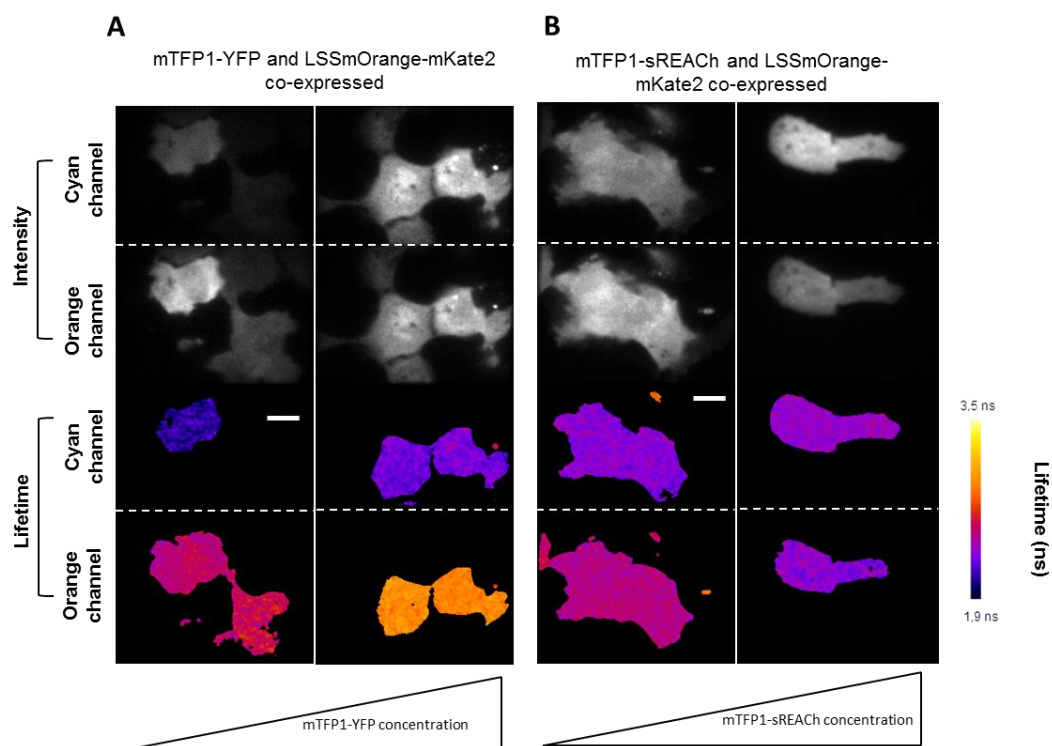 A
mTFP1-YFP and LSSmOrange-mKate2
co-expressed
B
mTFP1-sREACh and LSSmOrange-
mKate2 co-expressed
Intensity
Cyan
channel
Orange
channel
Lifetime
Cyan
channel
Orange
channel
3,5 ns
1,9 ns
Lifetime (ns)
mTFP1-YFP concentration
mTFP1-sREACh concentration